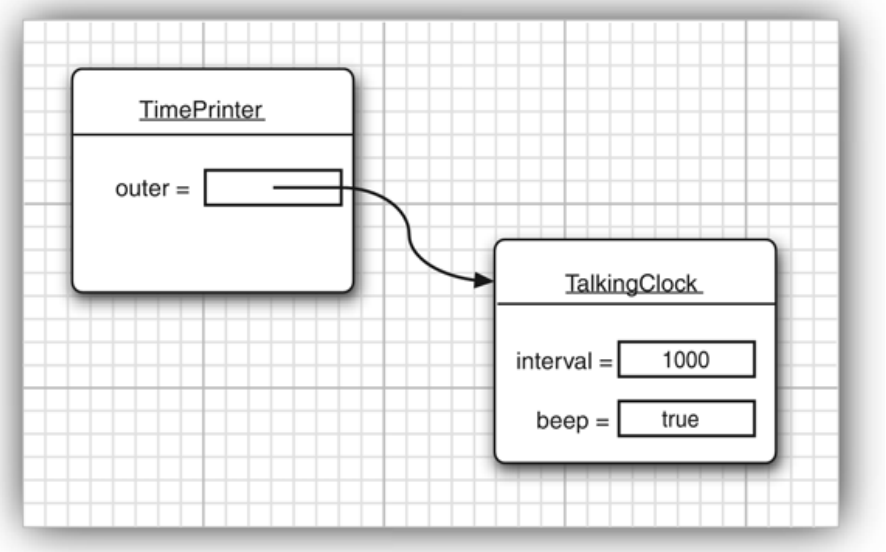 TimePrinter
outer =
TalkingClock
interval = 1000
beep = true